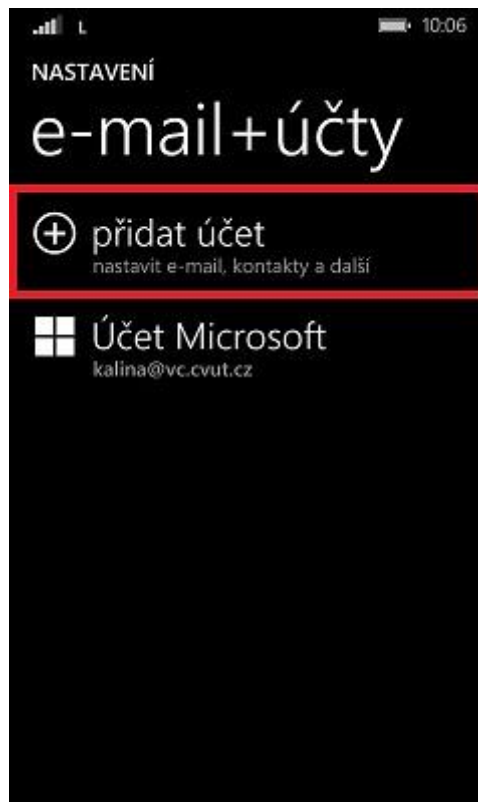 L 10:06
NASTAVENÍ
e-mail+účty
přidat účet
nastavit e-mail, kontakty a další
Účet Microsoft
kalina@vc.cvut.cz